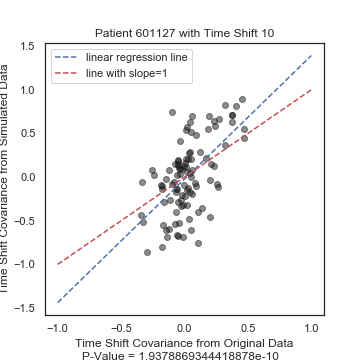 Patient 601127 with Time Shift 10
linear regression line
line with slope=1
Time Shift Covariance from Simulated Data
1.5
1.0
0.5
0.0
−0.5
−1.0
−1.5
−1.0
−0.5
0.0
0.5
1.0
Time Shift Covariance from Original Data
P-Value = 1.9378869344418878e-10